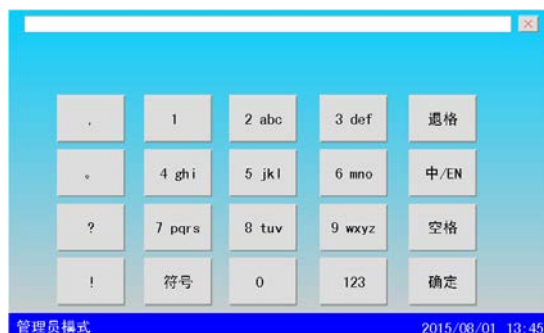 , 1 2 abc 3 def 退格
。 4 ghi 5 jkl 6 mno 中/EN
? 7 pqrs 8 tuv 9 wxyz 空格
! 符号 0 123 确定
管理员模式 2015/08/01 13:45